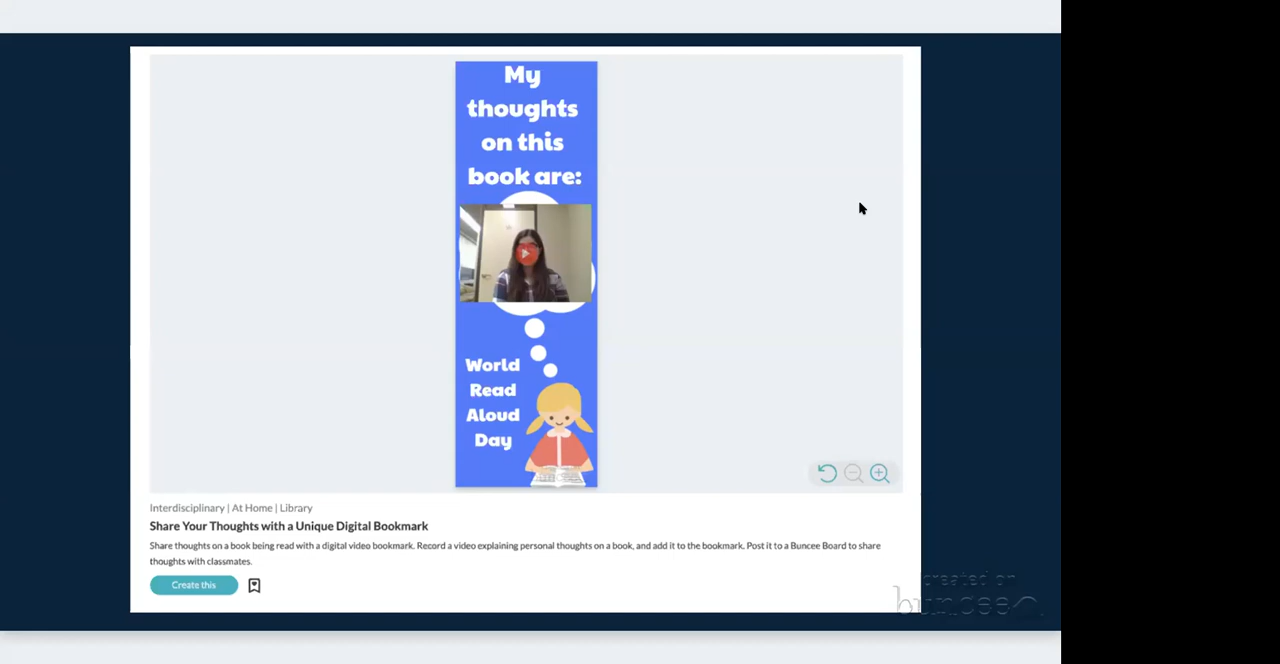 My
thoughts
on this
book are:
World
Read
Aloud
Day
Interdisciplinary | At Home | Library
Share Your Thoughts with a Unique Digital Bookmark
Share thoughts on a book being read with a digital video bookmark. Record a video explaining personal thoughts on a book, and add it to the bookmark. Post it to a Buncee Board to share
thoughts with classmates.
Create this
created on
buncee